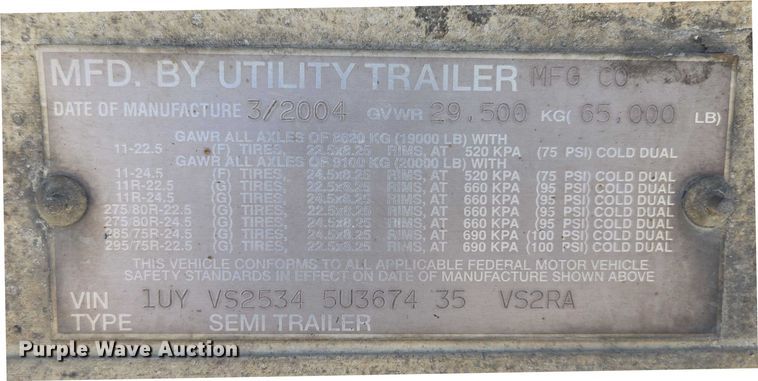 MFD. BY UTILITY TRAILER MFG CO.
DATE OF MANUFACTURE 3/2004 GVWR 29,500 KG( 65,000 LB)
GAWR ALL AXLES OF 8620 KG (19000 LB) WITH
11-22.5 (F) TIRES, 22.5x8.25 RIMS, AT 520 KPA (75 PSI) COLD DUAL
GAWR ALL AXLES OF 9100 KG (20000 LB) WITH
11-24.5 (F) TIRES, 24.5x8.25 RIMS, AT 520 KPA (75 PSI) COLD DUAL
11R-22.5 (G) TIRES, 22.5x8.25 RIMS, AT 660 KPA (95 PSI) COLD DUAL
11R-24.5 (G) TIRES, 24.5x8.25 RIMS, AT 660 KPA (95 PSI) COLD DUAL
275/80R-22.5 (G) TIRES, 22.5x8.25 RIMS, AT 660 KPA (95 PSI) COLD DUAL
275/80R-24.5 (G) TIRES, 24.5x8.25 RIMS, AT 660 KPA (95 PSI) COLD DUAL
285/75R-24.5 (G) TIRES, 24.5x8.25 RIMS, AT 690 KPA (100 PSI) COLD DUAL
295/75R-22.5 (G) TIRES, 22.5x8.25 RIMS, AT 690 KPA (100 PSI) COLD DUAL
THIS VEHICLE CONFORMS TO ALL APPLICABLE FEDERAL MOTOR VEHICLE
SAFETY STANDARDS IN EFFECT ON DATE OF MANUFACTURE SHOWN ABOVE
VIN 1UY VS2534 5U3674 35 VS2RA
TYPE SEMI TRAILER
Purple Wave Auction